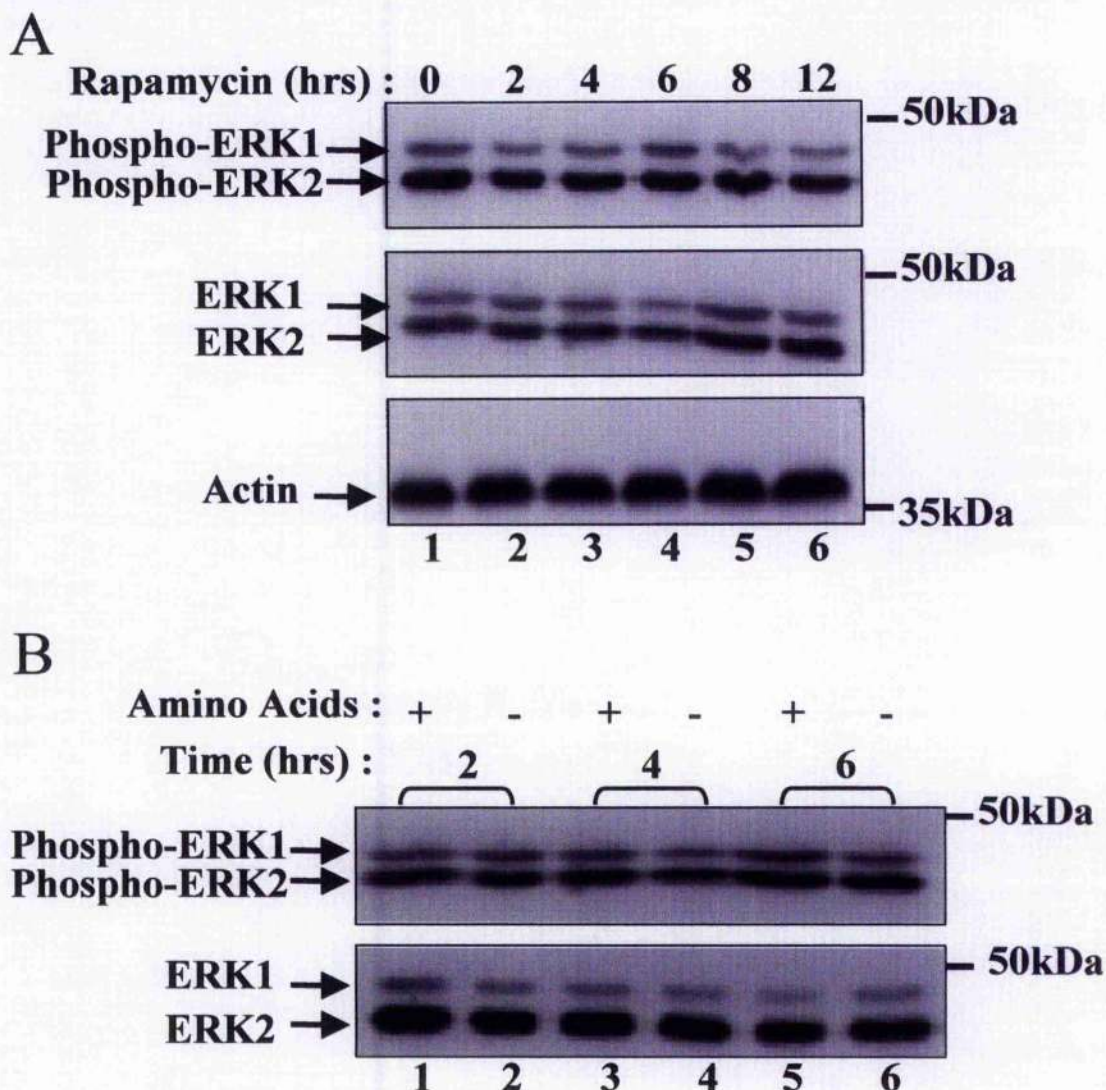 A
Rapamycin (hrs) : 0 2 4 6 8 12
50kDa
Phospho-ERK1
Phospho-ERK2
50kDa
ERK1
ERK2
Actin
35kDa
1 2 3 4 5 6
B
Amino Acids : + - + - + -
Time (hrs) : 2 4 6
50kDa
Phospho-ERK1
Phospho-ERK2
50kDa
ERK1
ERK2
1 2 3 4 5 6